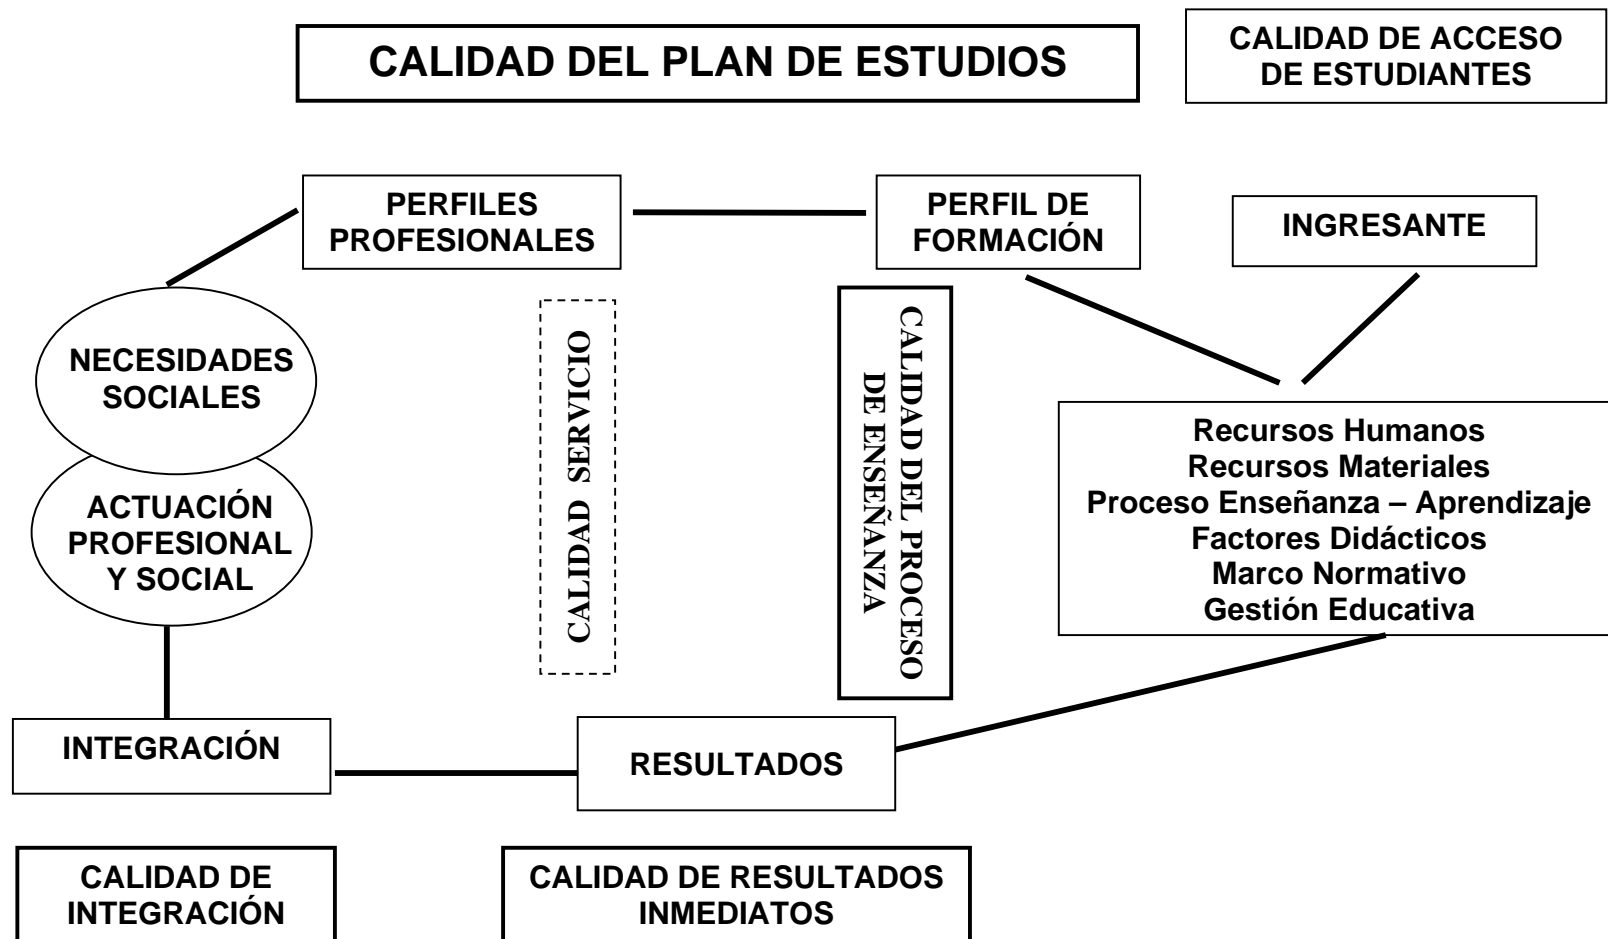 CALIDAD DEL PLAN DE ESTUDIOS
CALIDAD DE ACCESO
DE ESTUDIANTES
PERFILES
PROFESIONALES
PERFIL DE
FORMACIÓN
INGRESANTE
NECESIDADES
SOCIALES
ACTUACIÓN
PROFESIONAL
Y SOCIAL
CALIDAD SERVICIO
CALIDAD DEL PROCESO
DE ENSEÑANZA
Recursos Humanos
Recursos Materiales
Proceso Enseñanza – Aprendizaje
Factores Didácticos
Marco Normativo
Gestión Educativa
INTEGRACIÓN
RESULTADOS
CALIDAD DE
INTEGRACIÓN
CALIDAD DE RESULTADOS
INMEDIATOS